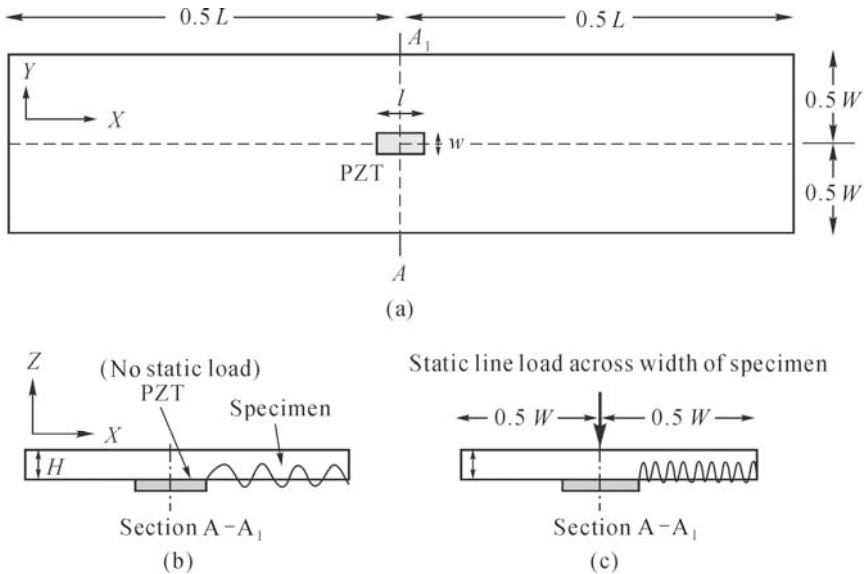 0.5 L 0.5 L
A1
Y
X
l
w
PZT
0.5 W
0.5 W
A
(a)
Z
X
(No static load)
PZT
Specimen
H
Section A-A1
(b)
Static line load across width of specimen
0.5 W 0.5 W
Section A-A1
(c)